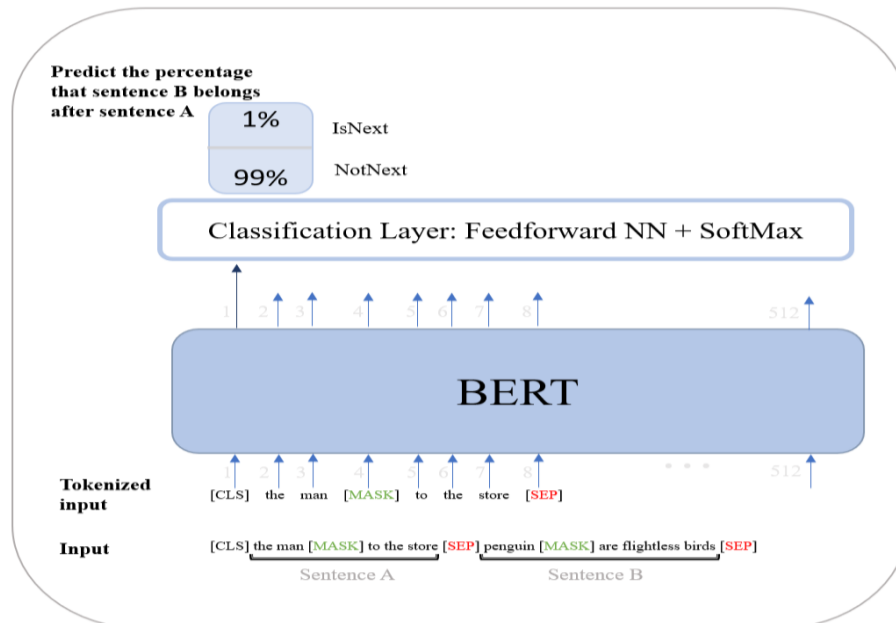 Predict the percentage
that sentence B belongs
after sentence A
1%
IsNext
99%
NotNext
Classification Layer: Feedforward NN + SoftMax
1 2 3 4 5 6 7 8 512
BERT
1 2 3 4 5 6 7 8 ... 512
Tokenized
input
[CLS] the man [MASK] to the store [SEP]
Input
[CLS] the man [MASK] to the store [SEP] penguin [MASK] are flightless birds [SEP]
Sentence A Sentence B